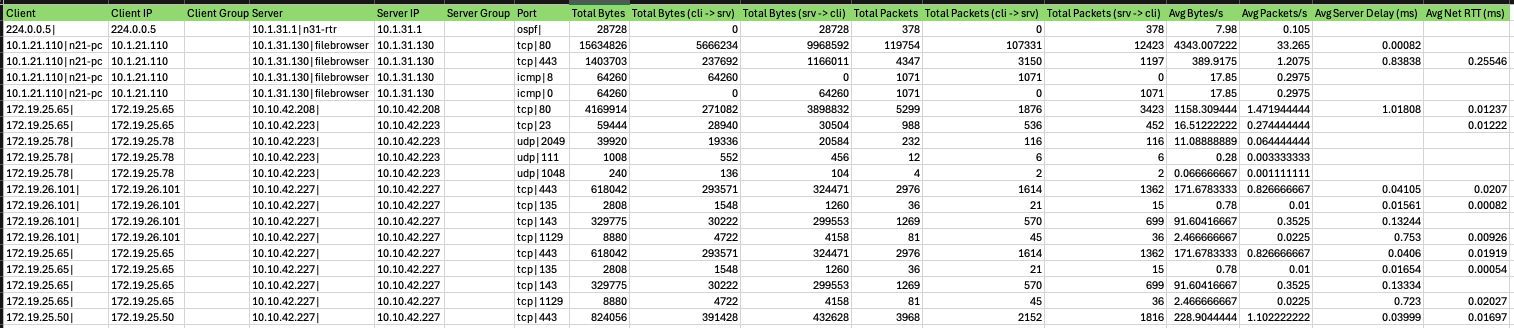 Client Client IP Client Group Server Server IP Server Group Port Total Bytes Total Bytes (cli -> srv) Total Bytes (srv -> cli) Total Packets Total Packets (cli -> srv) Total Packets (srv -> cli) Avg Bytes/s Avg Packets/s Avg Server Delay (ms) Avg Net RTT (ms)
224.0.0.5| 224.0.0.5 10.1.31.1|n31-rtr 10.1.31.1 ospf| 28728 0 28728 378 0 378 7.98 0.105
10.1.21.110|n21-pc 10.1.21.110 10.1.31.130|filebrowser 10.1.31.130 tcp|80 15634826 5666234 9968592 119754 107331 12423 4343.007222 33.265 0.00082
10.1.21.110|n21-pc 10.1.21.110 10.1.31.130|filebrowser 10.1.31.130 tcp|443 1403703 237692 1166011 4347 3150 1197 389.9175 1.2075 0.83838 0.25546
10.1.21.110|n21-pc 10.1.21.110 10.1.31.130|filebrowser 10.1.31.130 icmp|8 64260 64260 0 1071 1071 0 17.85 0.2975
10.1.21.110|n21-pc 10.1.21.110 10.1.31.130|filebrowser 10.1.31.130 icmp|0 64260 0 64260 1071 0 1071 17.85 0.2975
172.19.25.65| 172.19.25.65 10.10.42.208| 10.10.42.208 tcp|80 4169914 271082 3898832 5299 1876 3423 1158.309444 1.471944444 1.01808 0.01237
172.19.25.65| 172.19.25.65 10.10.42.223| 10.10.42.223 tcp|23 59444 28940 30504 988 536 452 16.51222222 0.274444444 0.01222
172.19.25.78| 172.19.25.78 10.10.42.223| 10.10.42.223 udp|2049 39920 19336 20584 232 116 116 11.08888889 0.064444444
172.19.25.78| 172.19.25.78 10.10.42.223| 10.10.42.223 udp|111 1008 552 456 12 6 6 0.28 0.003333333
172.19.25.78| 172.19.25.78 10.10.42.223| 10.10.42.223 udp|1048 240 136 104 4 2 2 0.066666667 0.001111111
172.19.26.101| 172.19.26.101 10.10.42.227| 10.10.42.227 tcp|443 618042 293571 324471 2976 1614 1362 171.6783333 0.826666667 0.04105 0.0207
172.19.26.101| 172.19.26.101 10.10.42.227| 10.10.42.227 tcp|135 2808 1548 1260 36 21 15 0.78 0.01 0.01561 0.00082
172.19.26.101| 172.19.26.101 10.10.42.227| 10.10.42.227 tcp|143 329775 30222 299553 1269 570 699 91.60416667 0.3525 0.13244
172.19.26.101| 172.19.26.101 10.10.42.227| 10.10.42.227 tcp|1129 8880 4722 4158 81 45 36 2.466666667 0.0225 0.753 0.00926
172.19.25.65| 172.19.25.65 10.10.42.227| 10.10.42.227 tcp|443 618042 293571 324471 2976 1614 1362 171.6783333 0.826666667 0.0406 0.01919
172.19.25.65| 172.19.25.65 10.10.42.227| 10.10.42.227 tcp|135 2808 1548 1260 36 21 15 0.78 0.01 0.01654 0.00054
172.19.25.65| 172.19.25.65 10.10.42.227| 10.10.42.227 tcp|143 329775 30222 299553 1269 570 699 91.60416667 0.3525 0.13334
172.19.25.65| 172.19.25.65 10.10.42.227| 10.10.42.227 tcp|1129 8880 4722 4158 81 45 36 2.466666667 0.0225 0.723 0.02027
172.19.25.50| 172.19.25.50 10.10.42.227| 10.10.42.227 tcp|443 824056 391428 432628 3968 2152 1816 228.9044444 1.102222222 0.03999 0.01697